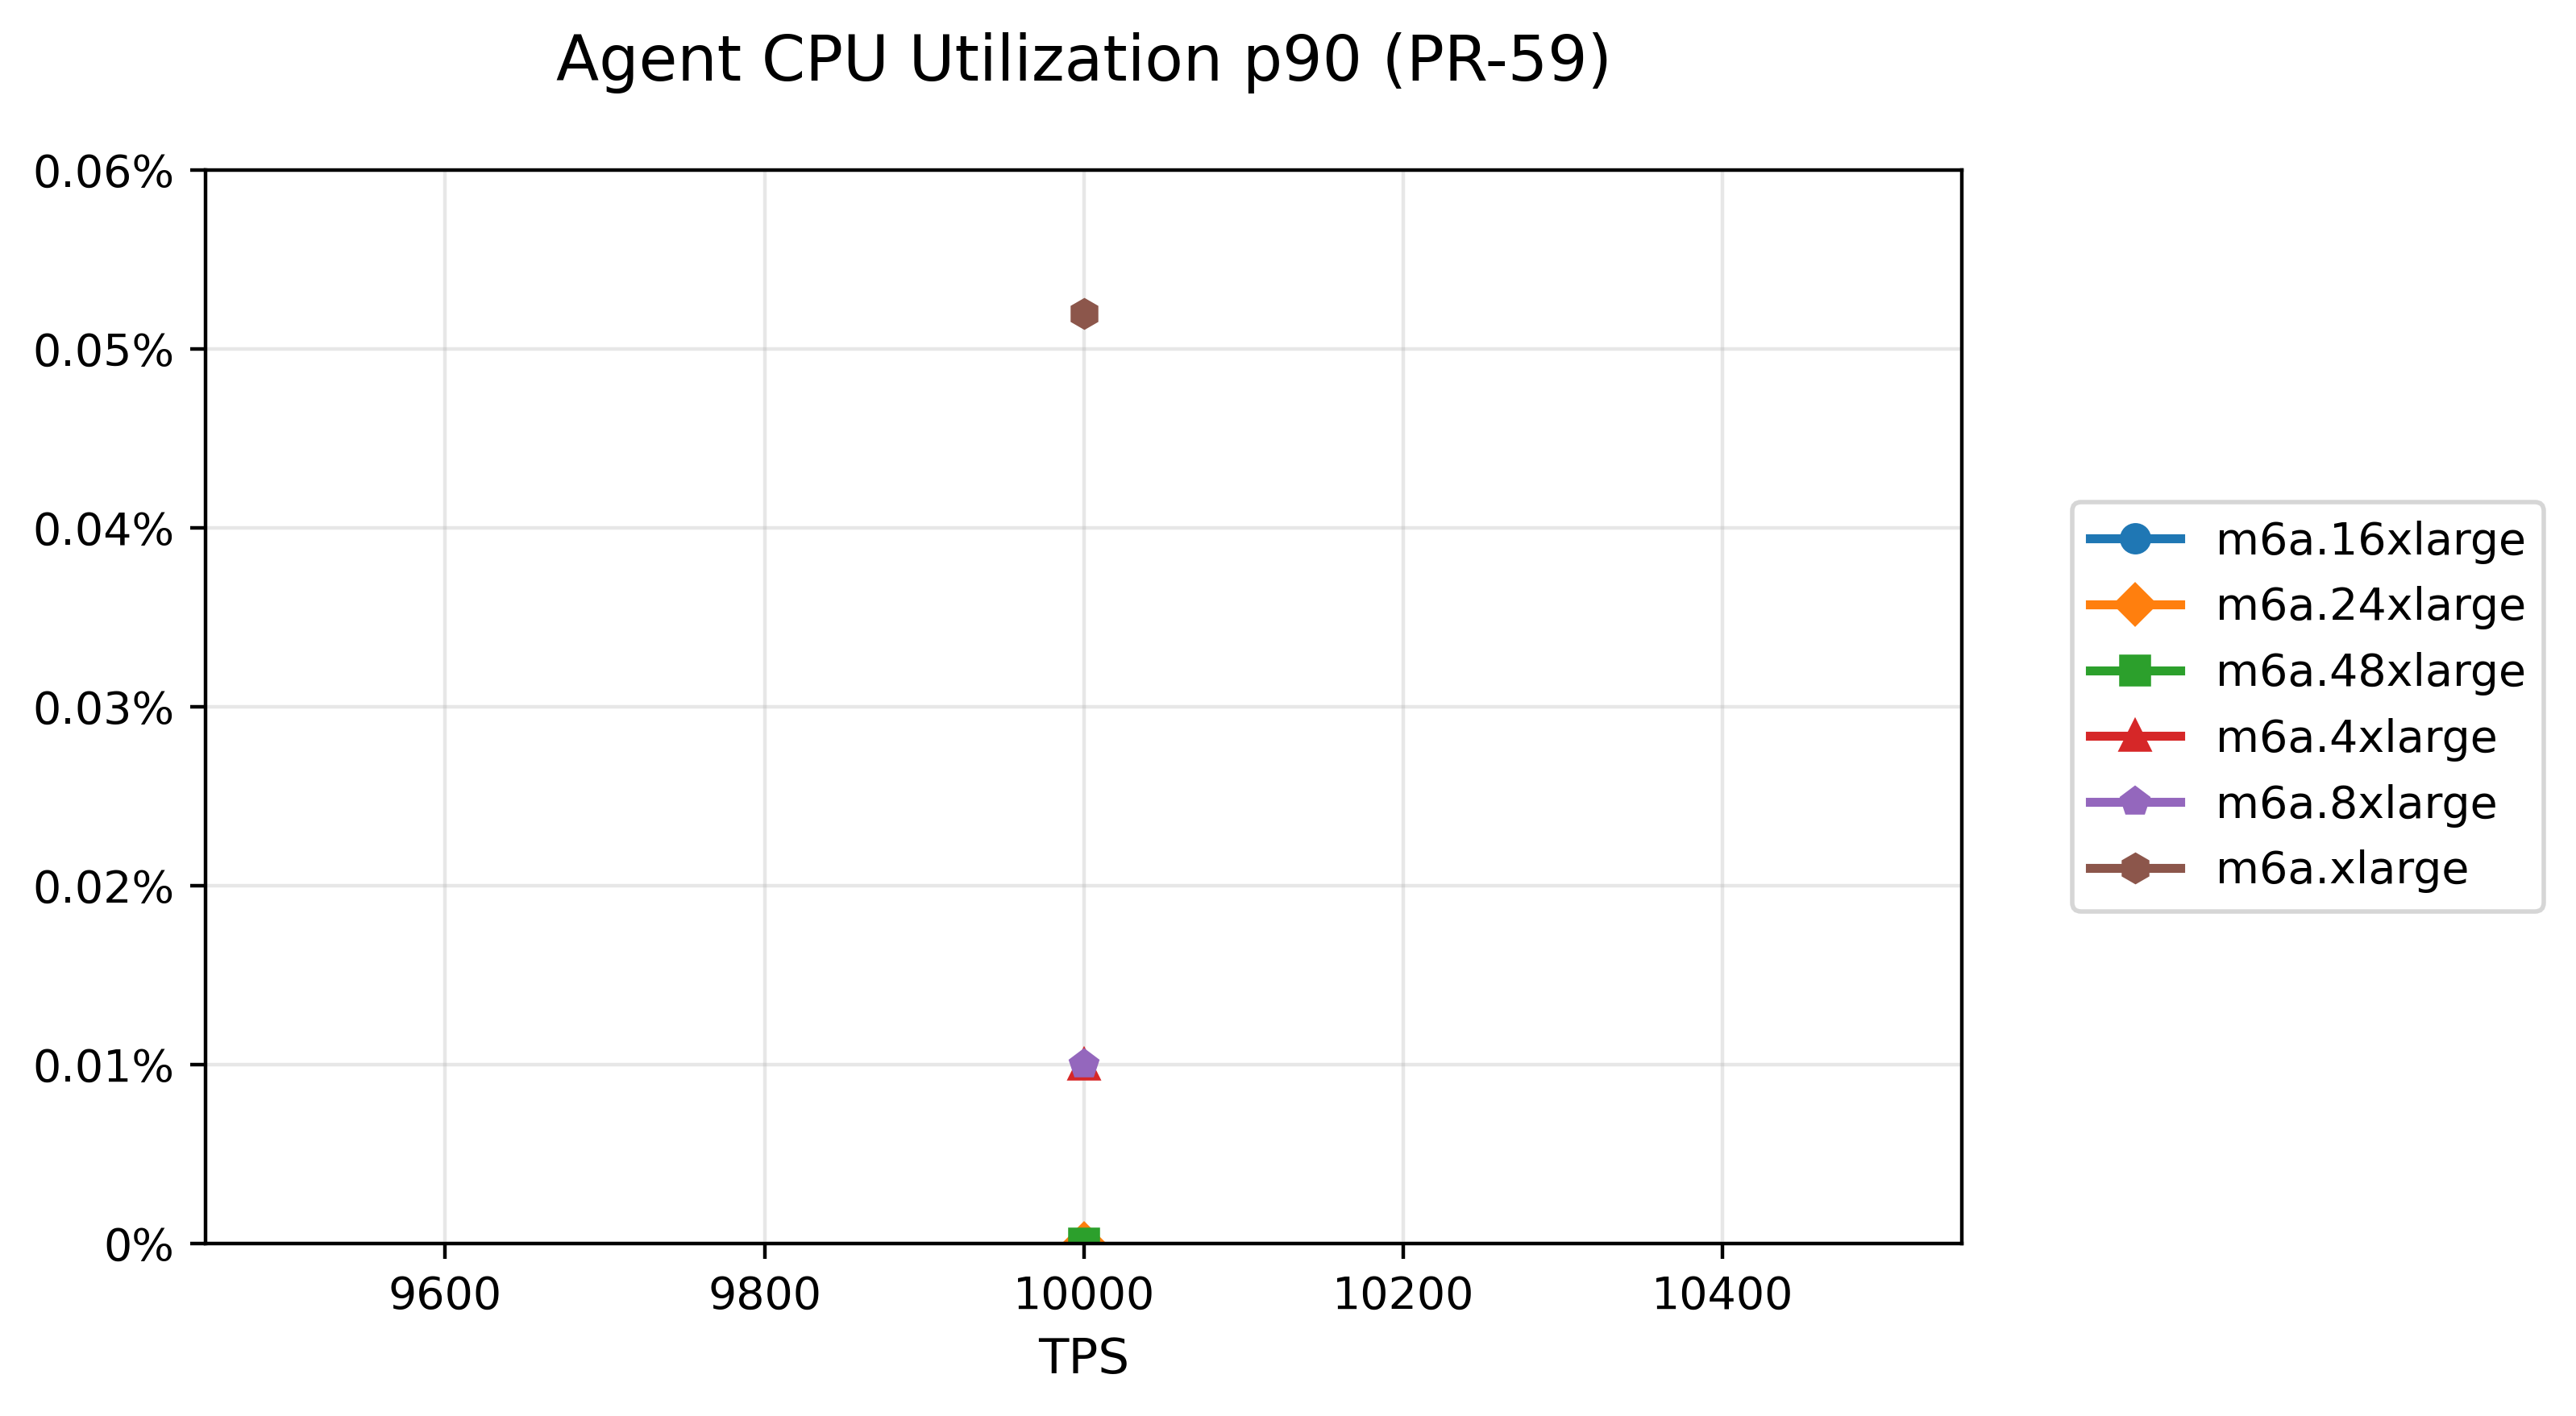 Agent CPU Utilization p90 (PR-59)
0.06%
0.05%
0.04%
0.03%
0.02%
0.01%
0%
9600 9800 10000 10200 10400
TPS
m6a.16xlarge
m6a.24xlarge
m6a.48xlarge
m6a.4xlarge
m6a.8xlarge
m6a.xlarge